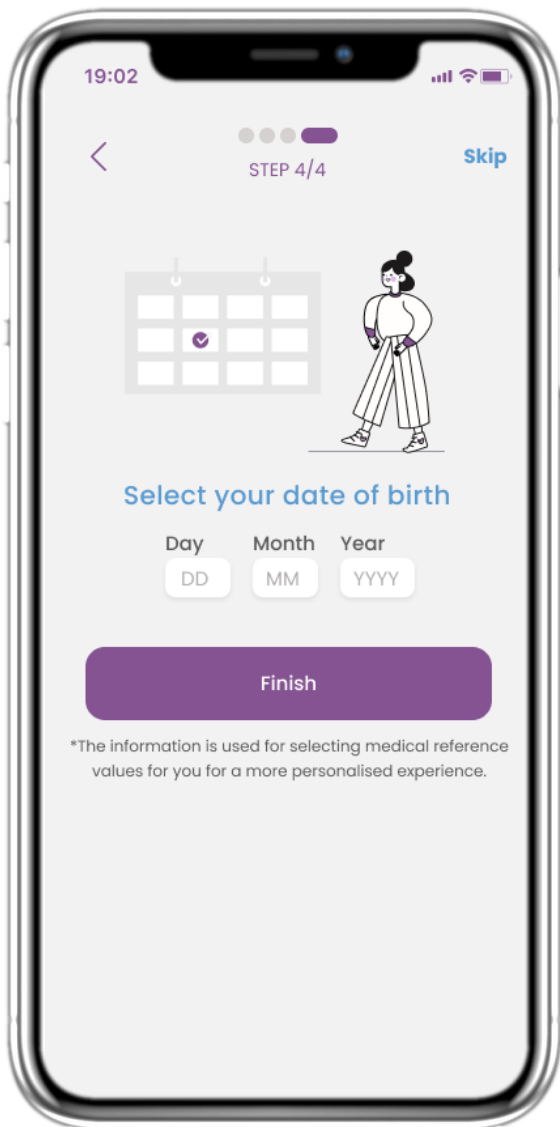 19:02
STEP 4/4
Skip
Select your date of birth
Day Month Year
DD MM YYYY
Finish
*The information is used for selecting medical reference
values for you for a more personalised experience.